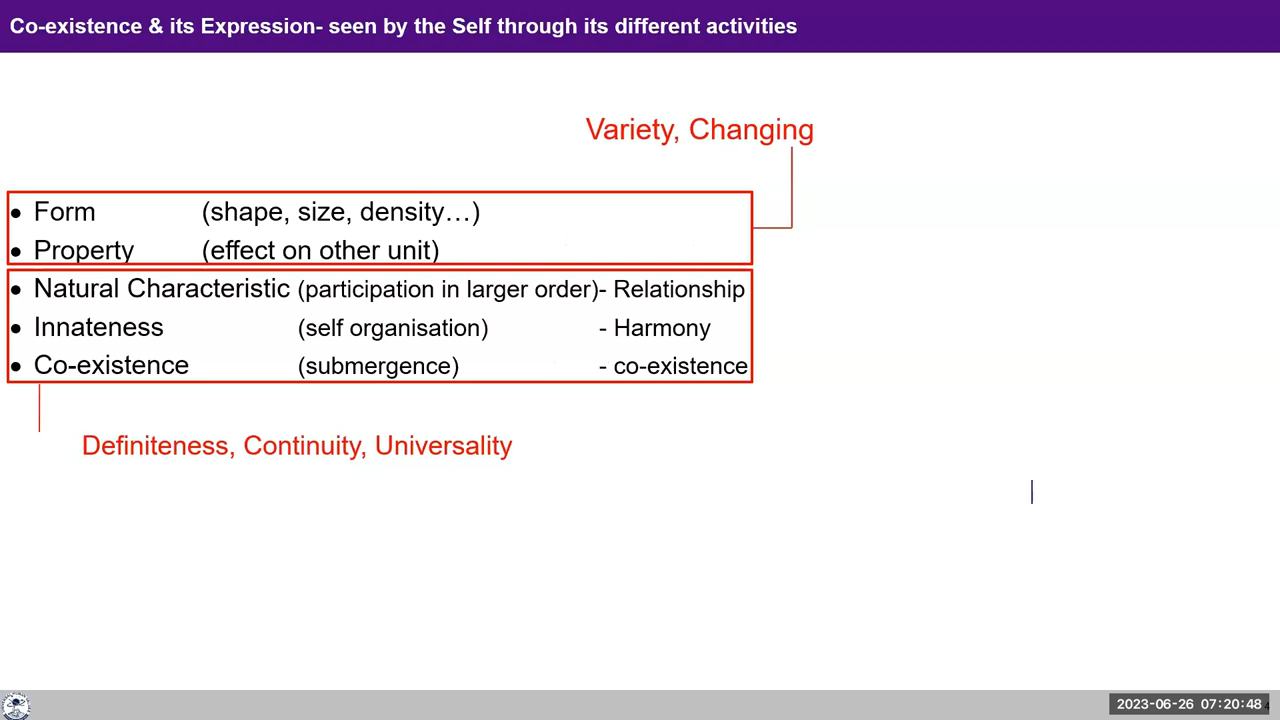 Co-existence & its Expression- seen by the Self through its different activities
Variety, Changing
• Form (shape, size, density…)
• Property (effect on other unit)
• Natural Characteristic (participation in larger order)- Relationship
• Innateness (self organisation) - Harmony
• Co-existence (submergence) - co-existence
Definiteness, Continuity, Universality
2023-06-26 07:20:48